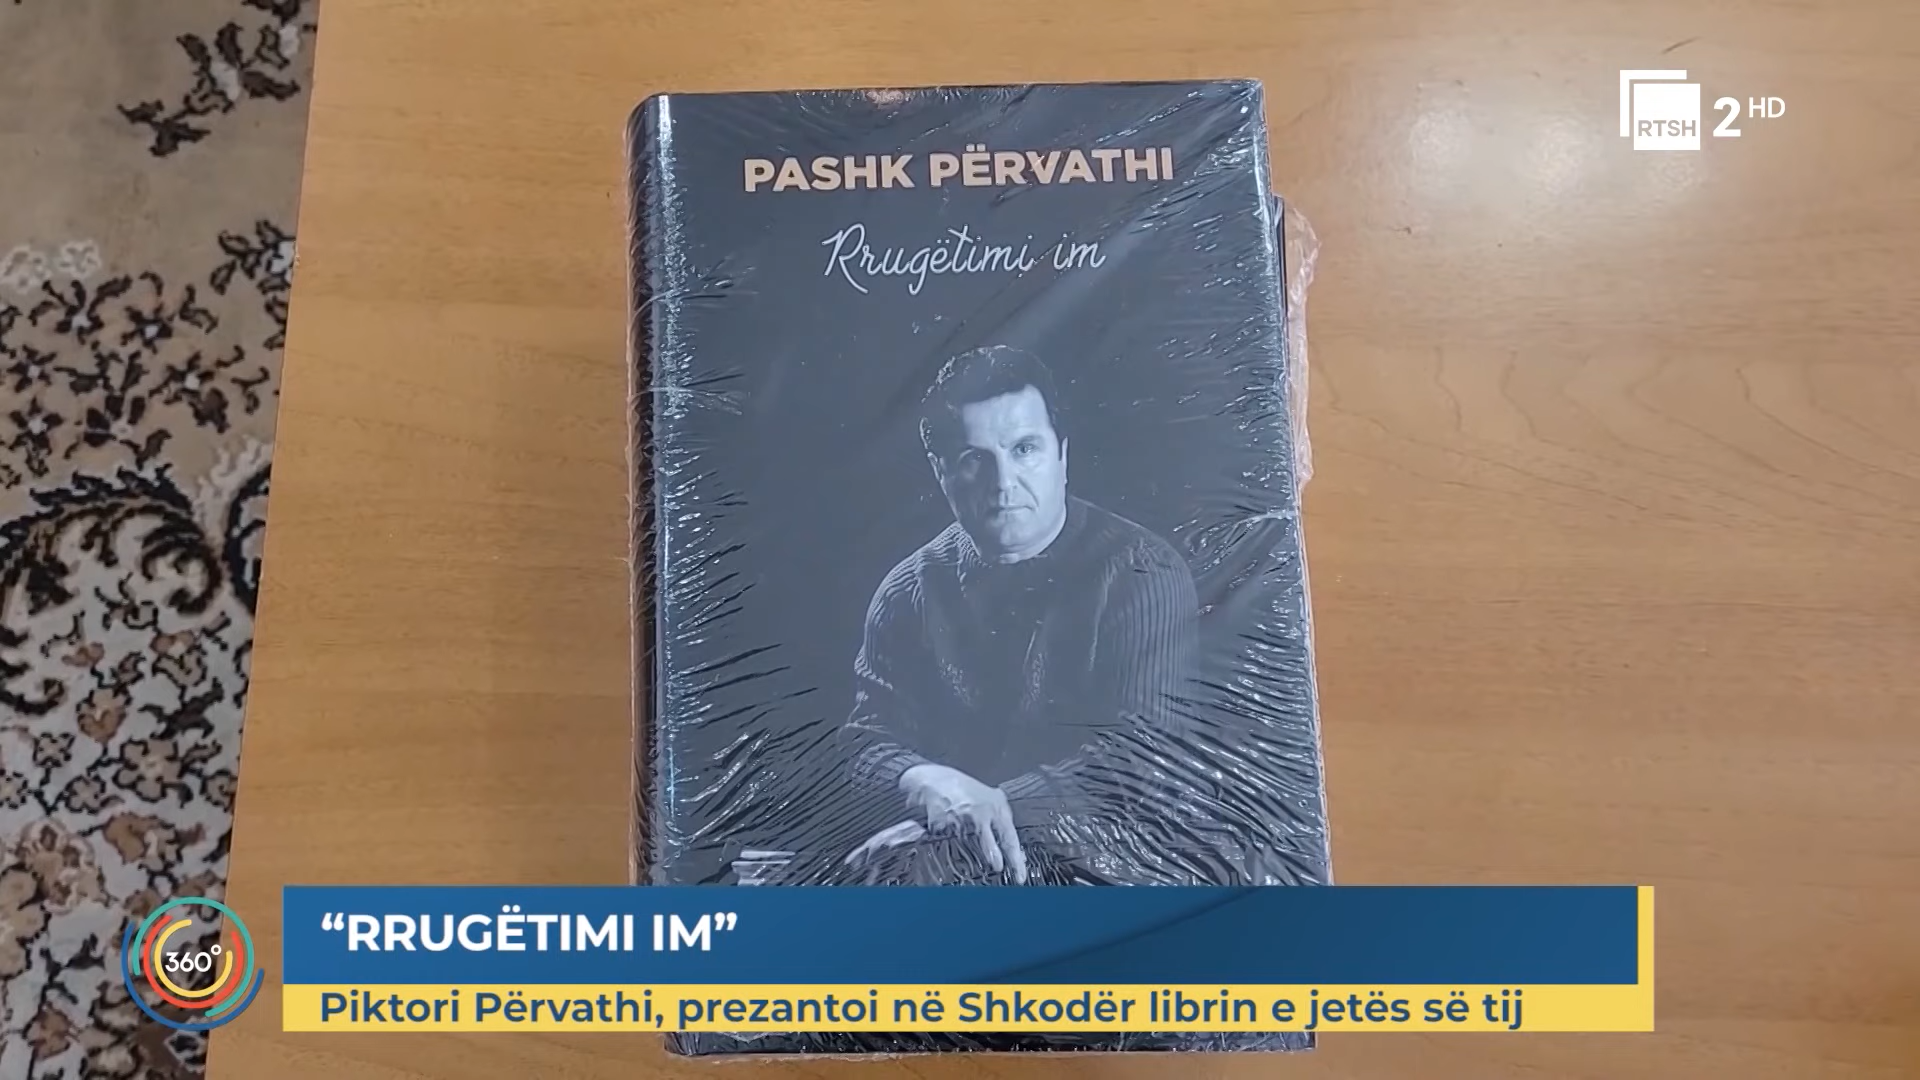 RTSH 2 HD
PASHK PËRVATHI
Rrugëtimi im
360°
“RRUGËTIMI IM”
Piktori Përvathi, prezantoi në Shkodër librin e jetës së tij